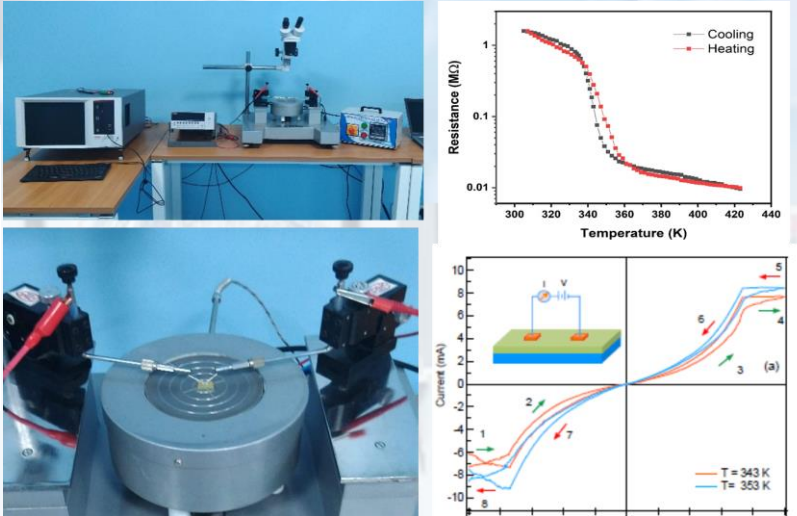 Cooling
Heating
1
0.1
0.01
Resistance (MΩ)
300 320 340 360 380 400 420 440
Temperature (K)
10
8
6
4
2
0
-2
-4
-6
-8
-10
Current (mA)
I V
5
6
4
3
(a)
2
1
7
8
T = 343 K
T= 353 K